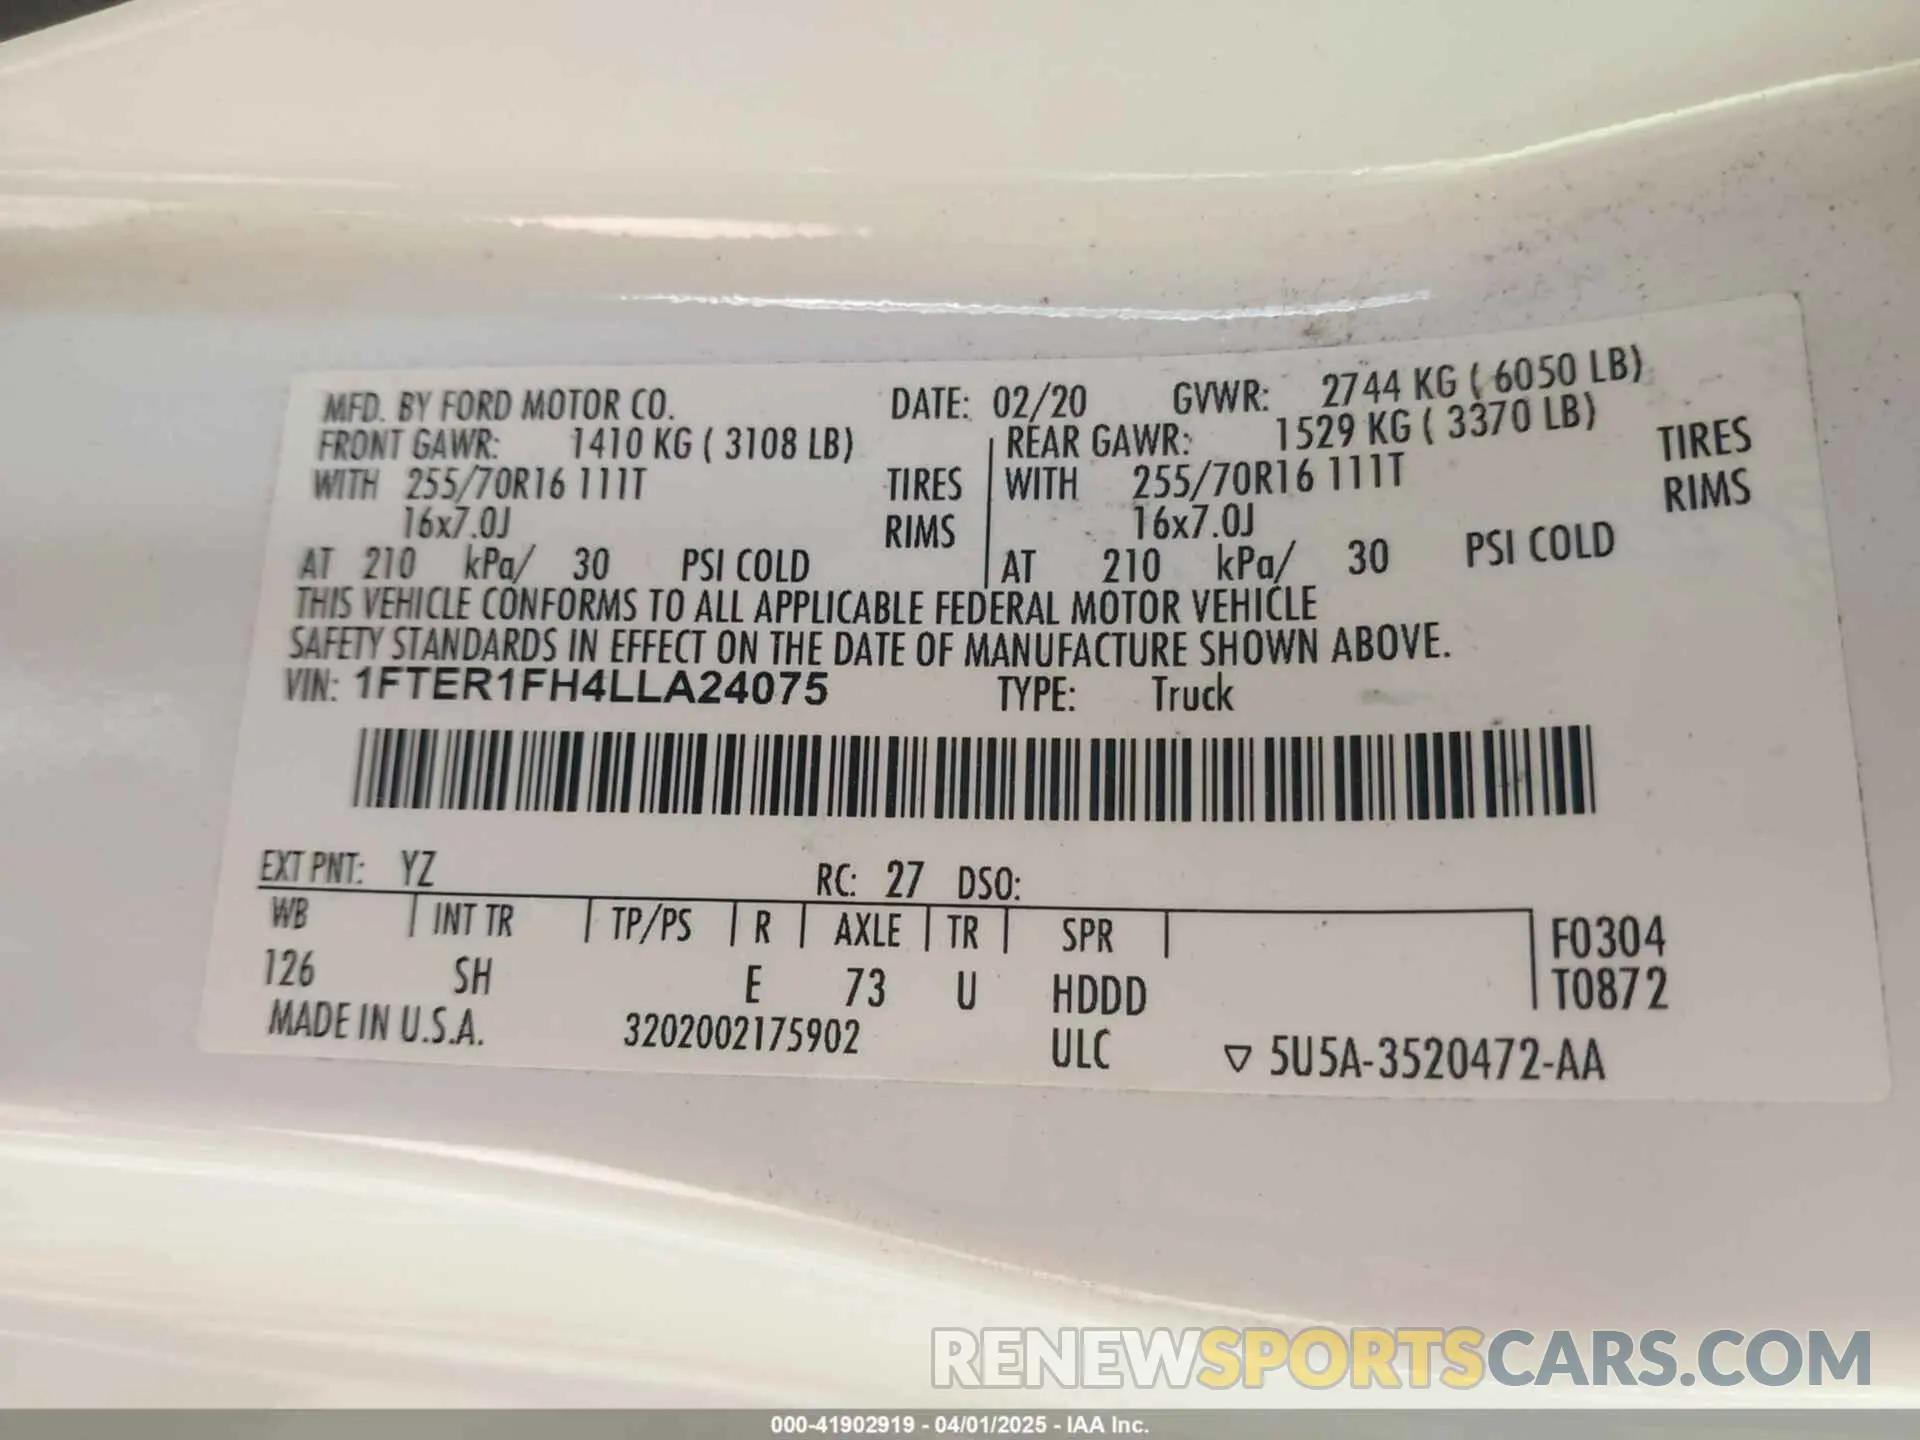 MFD. BY FORD MOTOR CO. DATE: 02/20 GVWR: 2744 KG ( 6050 LB)
FRONT GAWR: 1410 KG ( 3108 LB) REAR GAWR: 1529 KG ( 3370 LB)
WITH 255/70R16 111T TIRES WITH 255/70R16 111T TIRES
16x7.0J RIMS 16x7.0J RIMS
AT 210 kPa/ 30 PSI COLD AT 210 kPa/ 30 PSI COLD
THIS VEHICLE CONFORMS TO ALL APPLICABLE FEDERAL MOTOR VEHICLE
SAFETY STANDARDS IN EFFECT ON THE DATE OF MANUFACTURE SHOWN ABOVE.
VIN: 1FTER1FH4LLA24075 TYPE: Truck
EXT PNT: YZ RC: 27 DSO:
WB INT TR TP/PS R AXLE TR SPR F0304
126 SH E 73 U HDDD T0872
MADE IN U.S.A. 3202002175902 ULC ▽ 5U5A-3520472-AA
RENEWSPORTSCARS.COM
000-41902919 - 04/01/2025 - IAA Inc.